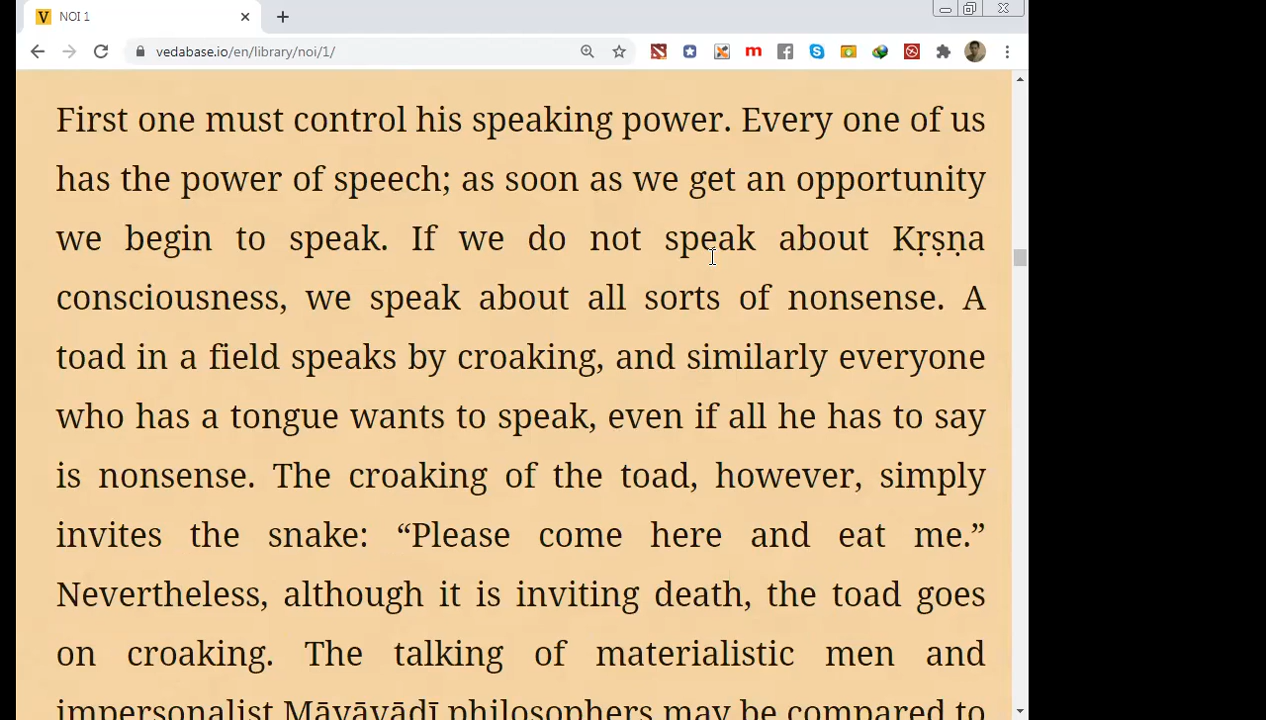 NOI 1
vedabase.io/en/library/noi/1/
First one must control his speaking power. Every one of us
has the power of speech; as soon as we get an opportunity
we begin to speak. If we do not speak about Kṛṣṇa
consciousness, we speak about all sorts of nonsense. A
toad in a field speaks by croaking, and similarly everyone
who has a tongue wants to speak, even if all he has to say
is nonsense. The croaking of the toad, however, simply
invites the snake: “Please come here and eat me.”
Nevertheless, although it is inviting death, the toad goes
on croaking. The talking of materialistic men and
impersonalist Māyāvādī philosophers may be compared to